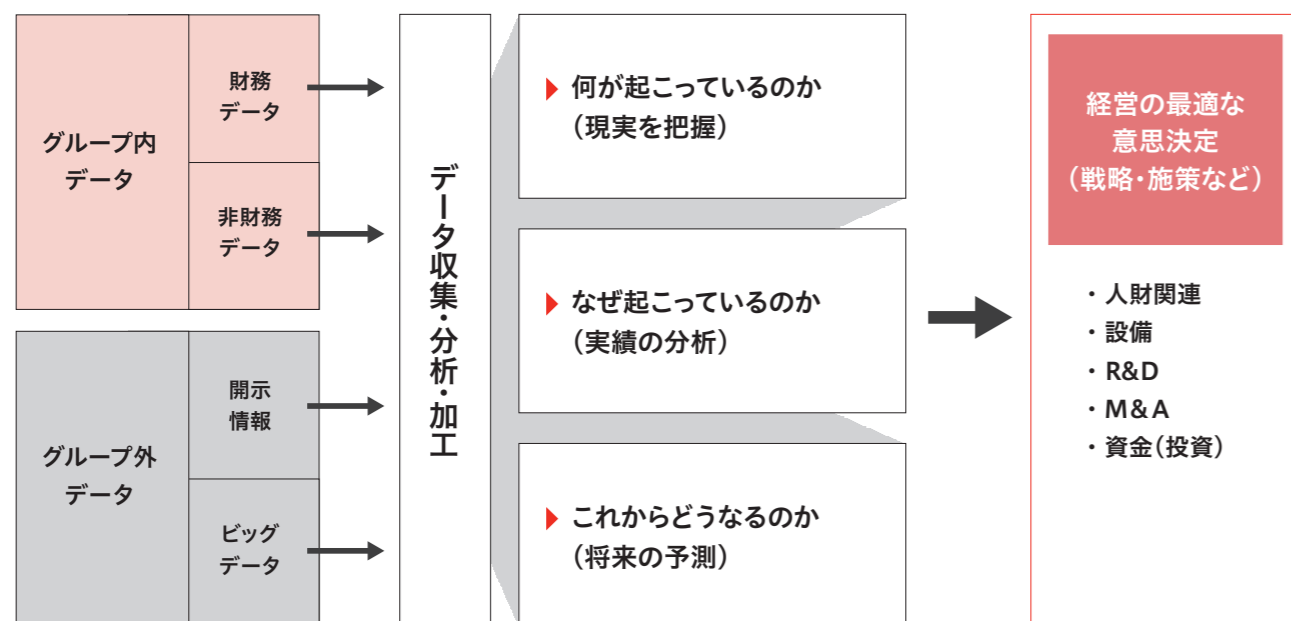 グループ内
データ
財務
データ
非財務
データ
グループ外
データ
開示
情報
ビッグ
データ
データ収集・分析・加工
何が起こっているのか
（現実を把握）
なぜ起こっているのか
（実績の分析）
これからどうなるのか
（将来の予測）
経営の最適な
意思決定
（戦略・施策など）
・人財関連
・設備
・R&D
・M&A
・資金（投資）